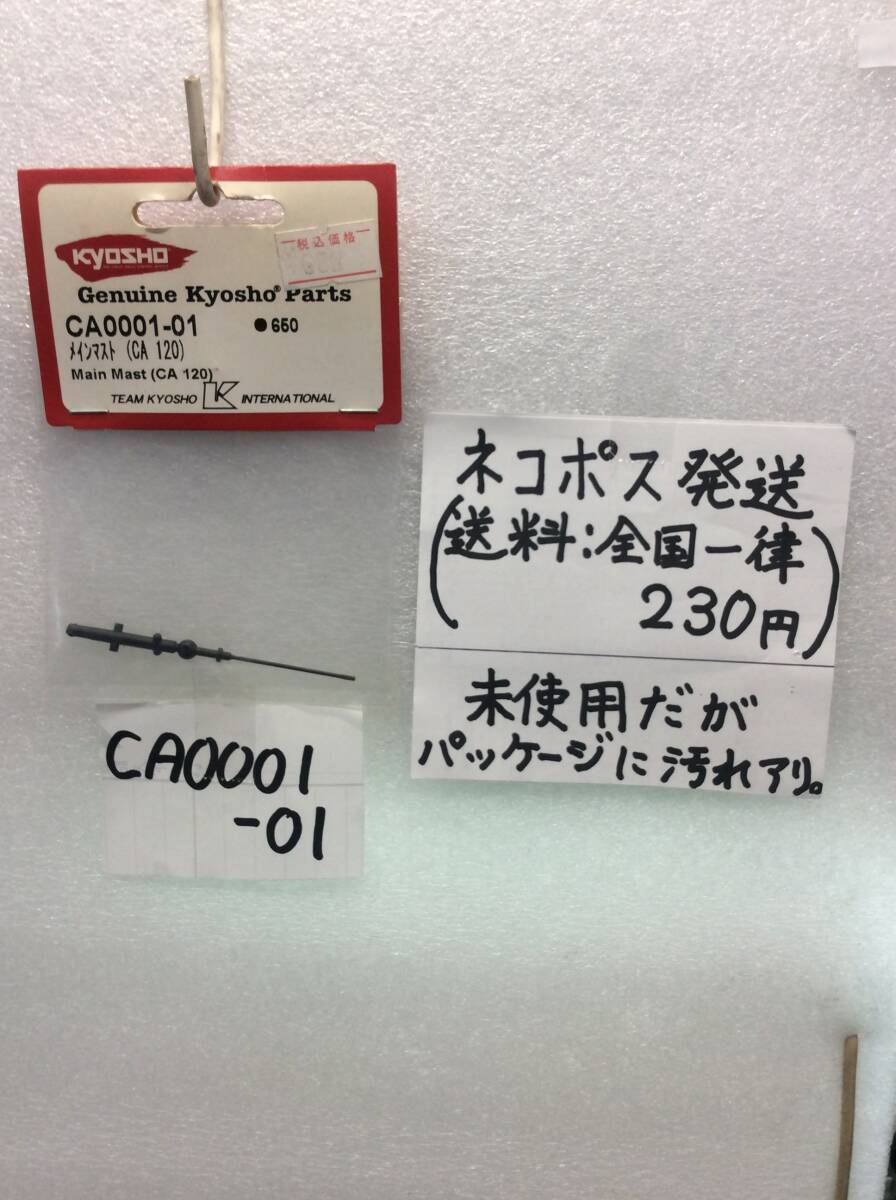 KYOSHO
税込価格
Genuine Kyosho® Parts
CA0001-01 ●650
メインマスト (CA 120)
Main Mast (CA 120)
TEAM KYOSHO K INTERNATIONAL
ネコポス発送
(送料:全国一律
230円)
未使用だが
パッケージに汚れアリ。
CA0001
-01